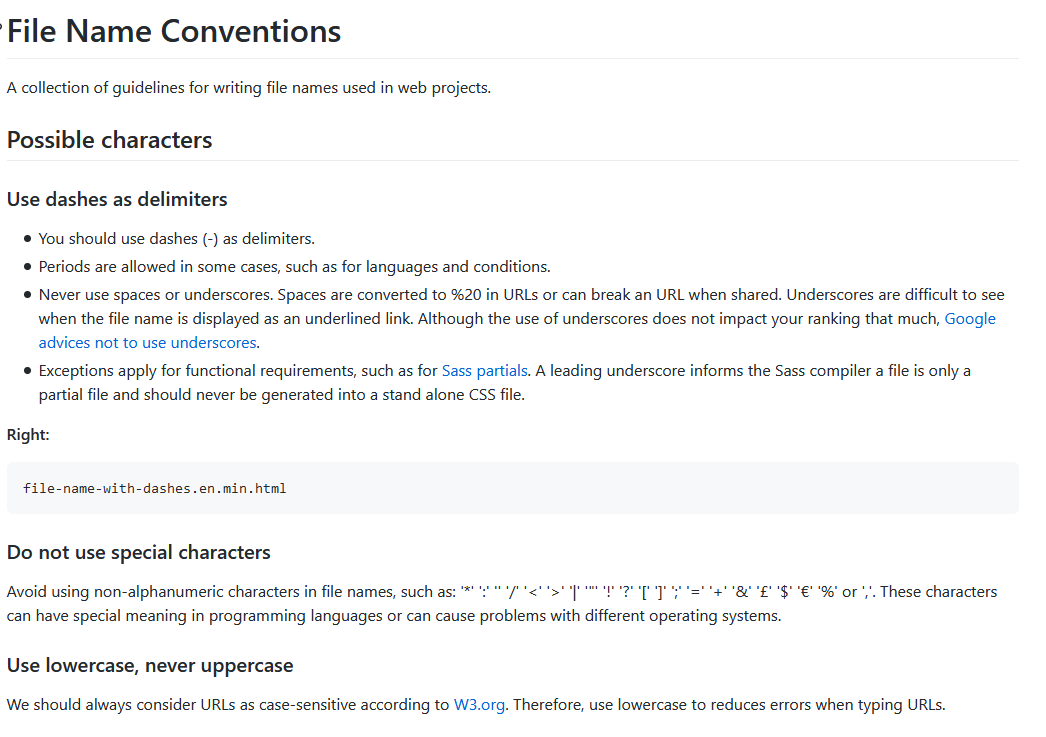 File Name Conventions
A collection of guidelines for writing file names used in web projects.
Possible characters
Use dashes as delimiters
● You should use dashes (-) as delimiters.
● Periods are allowed in some cases, such as for languages and conditions.
● Never use spaces or underscores. Spaces are converted to %20 in URLs or can break an URL when shared. Underscores are difficult to see
when the file name is displayed as an underlined link. Although the use of underscores does not impact your ranking that much, Google
advices not to use underscores.
● Exceptions apply for functional requirements, such as for Sass partials. A leading underscore informs the Sass compiler a file is only a
partial file and should never be generated into a stand alone CSS file.
Right:
file-name-with-dashes.en.min.html
Do not use special characters
Avoid using non-alphanumeric characters in file names, such as: '*' ':' '' '/' '<' '>' '|' '"' '!' '?' '[' ']' ';' '=' '+' '&' '£' '$' '€' '%' or ','. These characters
can have special meaning in programming languages or can cause problems with different operating systems.
Use lowercase, never uppercase
We should always consider URLs as case-sensitive according to W3.org. Therefore, use lowercase to reduces errors when typing URLs.